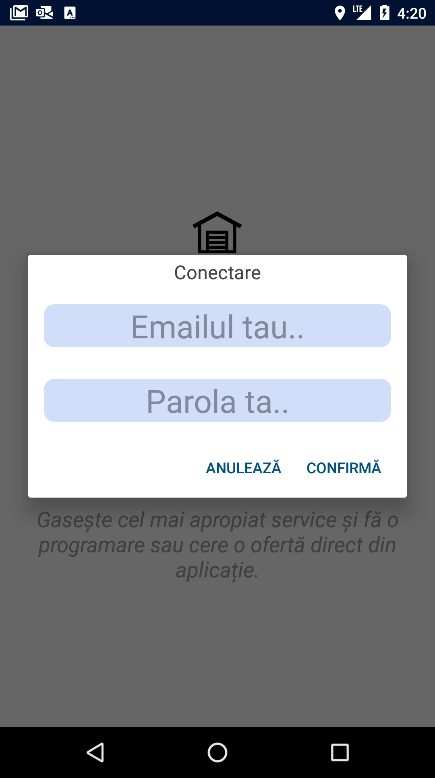 LTE 4:20
Conectare
Emailul tau..
Parola ta..
ANULEAZĂ CONFIRMĂ
Gasește cel mai apropiat service și fă o
programare sau cere o ofertă direct din
aplicație.